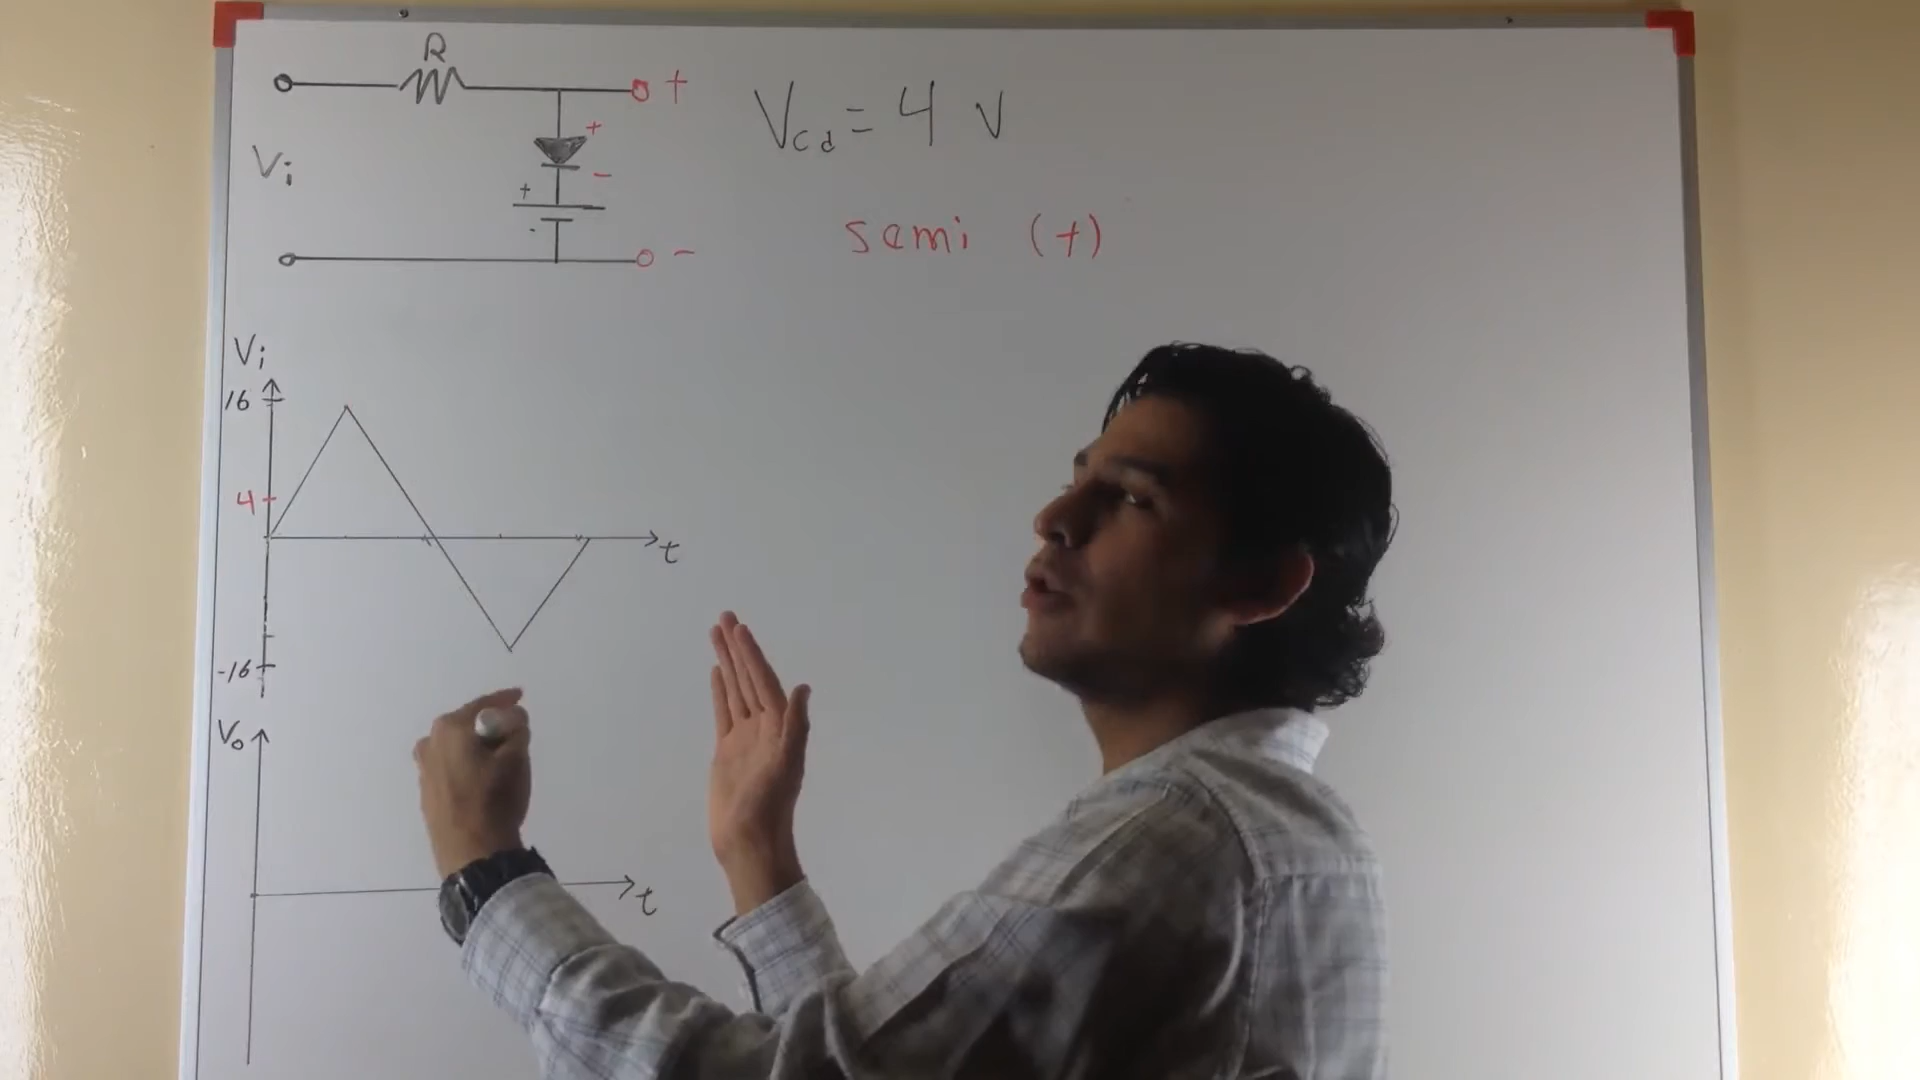 R
+
Vcd = 4 V
+
-
Vi
+
-
semi (+)
-
Vi
16
4
t
-16
Vo
t